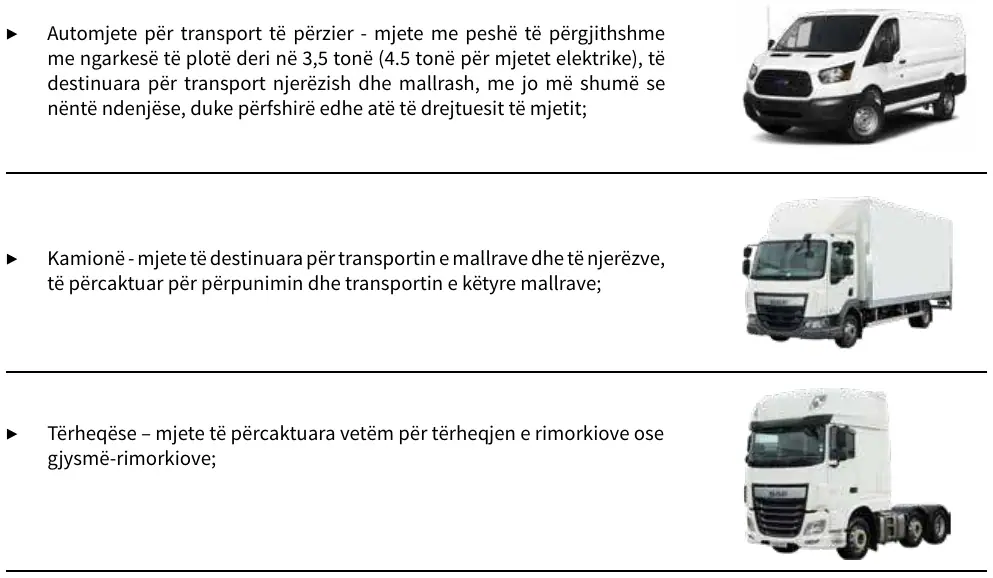 ▶ Automjete për transport të përzier - mjete me peshë të përgjithshme
me ngarkesë të plotë deri në 3,5 tonë (4.5 tonë për mjetet elektrike), të
destinuara për transport njerëzish dhe mallrash, me jo më shumë se
nëntë ndenjëse, duke përfshirë edhe atë të drejtuesit të mjetit;
▶ Kamionë - mjete të destinuara për transportin e mallrave dhe të njerëzve,
të përcaktuar për përpunimin dhe transportin e këtyre mallrave;
▶ Tërheqëse – mjete të përcaktuara vetëm për tërheqjen e rimorkiove ose
gjysmë-rimorkiove;